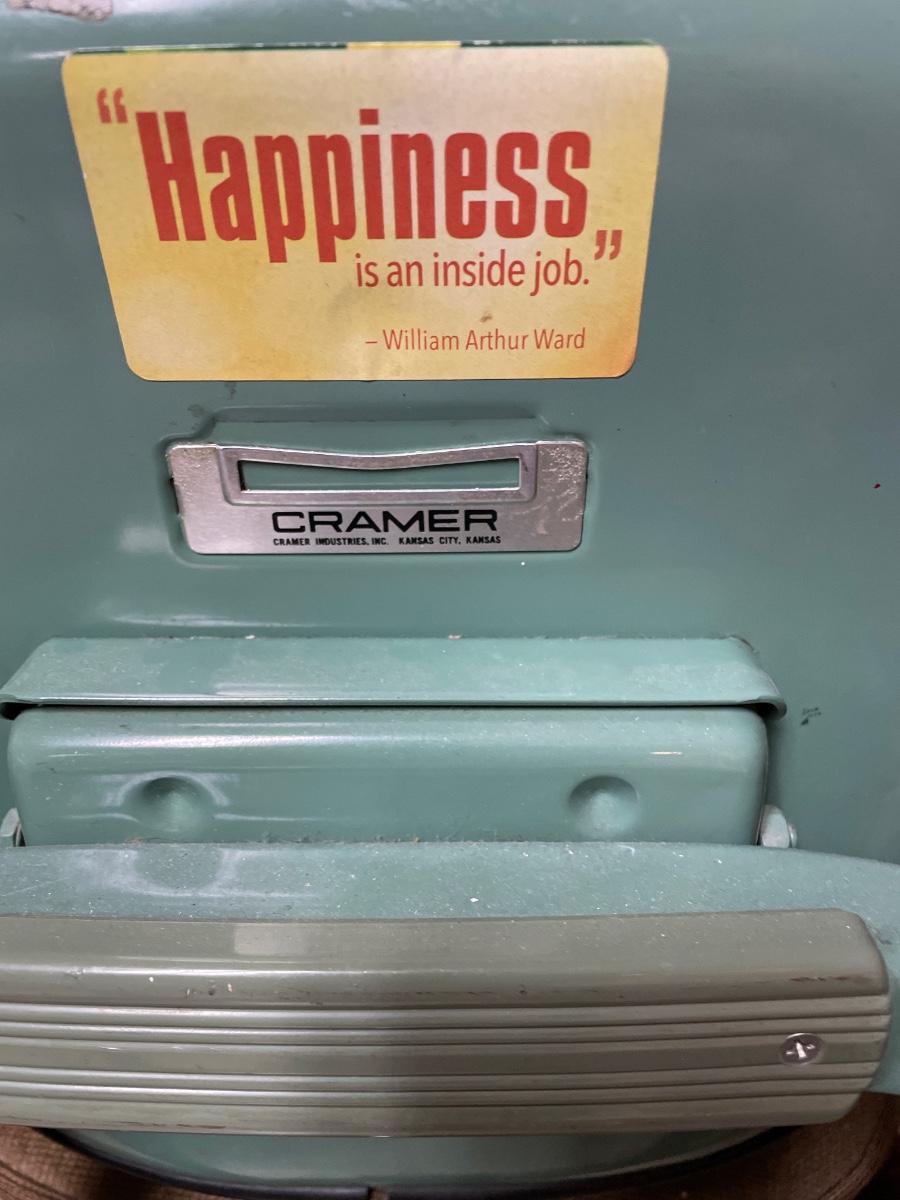 “Happiness
is an inside job.”
– William Arthur Ward
CRAMER
CRAMER INDUSTRIES, INC. KANSAS CITY, KANSAS